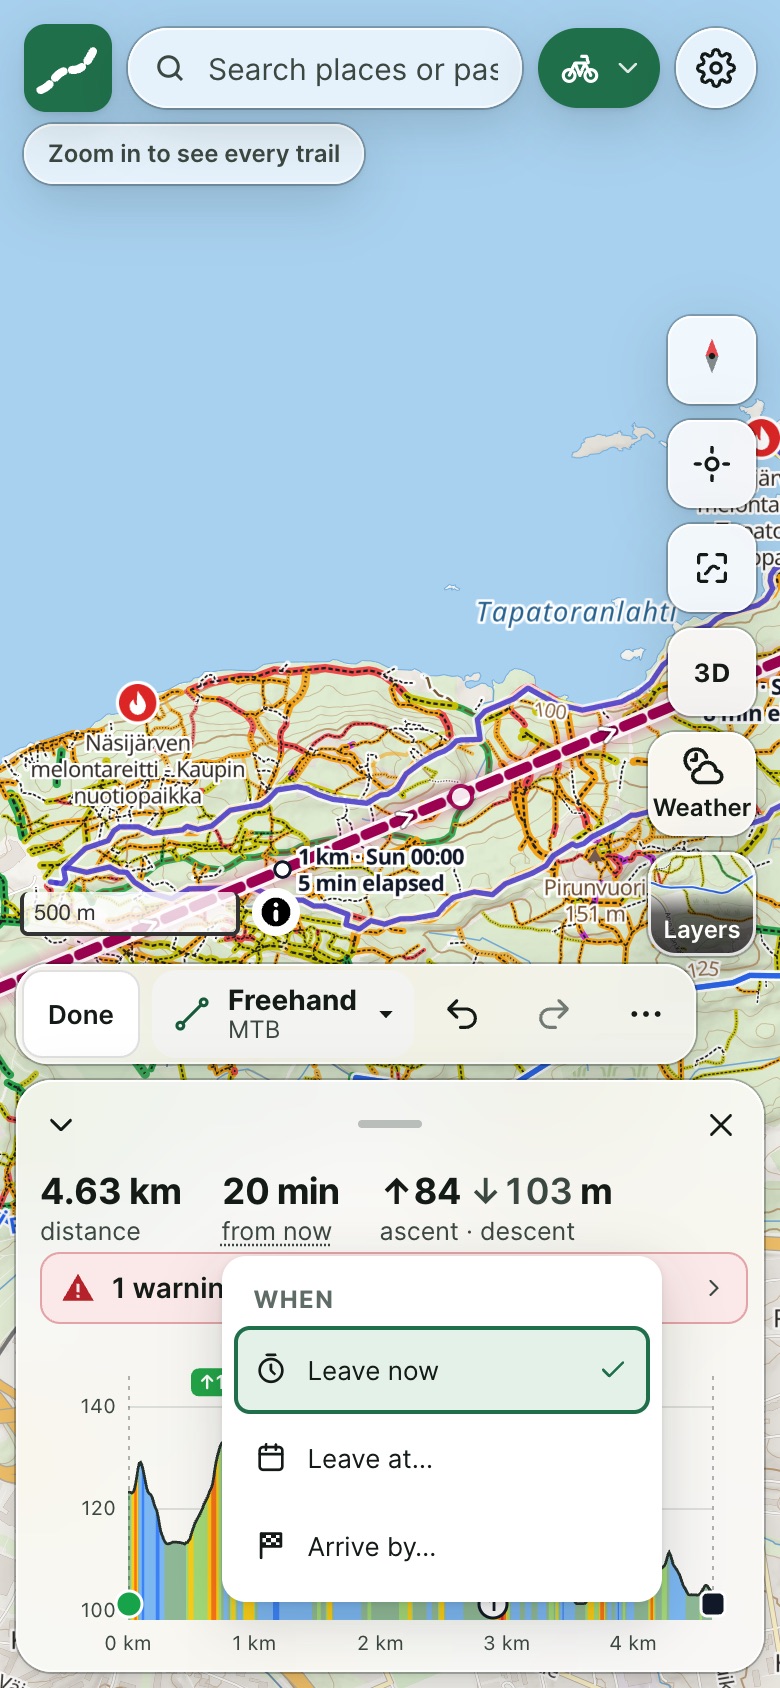 Search places or pas
Zoom in to see every trail
Tapatoranlahti
3D
100
Näsijärven
melontareitti - Kaupin
nuotiopaikka
Weather
1 km · Sun 00:00
5 min elapsed
Pirunvuori
151 m
500 m
Layers
125
Done
Freehand
MTB
4.63 km
distance
20 min
from now
↑84 ↓103 m
ascent · descent
1 warnin
WHEN
Leave now
Leave at...
Arrive by...
140
120
100
0 km
1 km
2 km
3 km
4 km